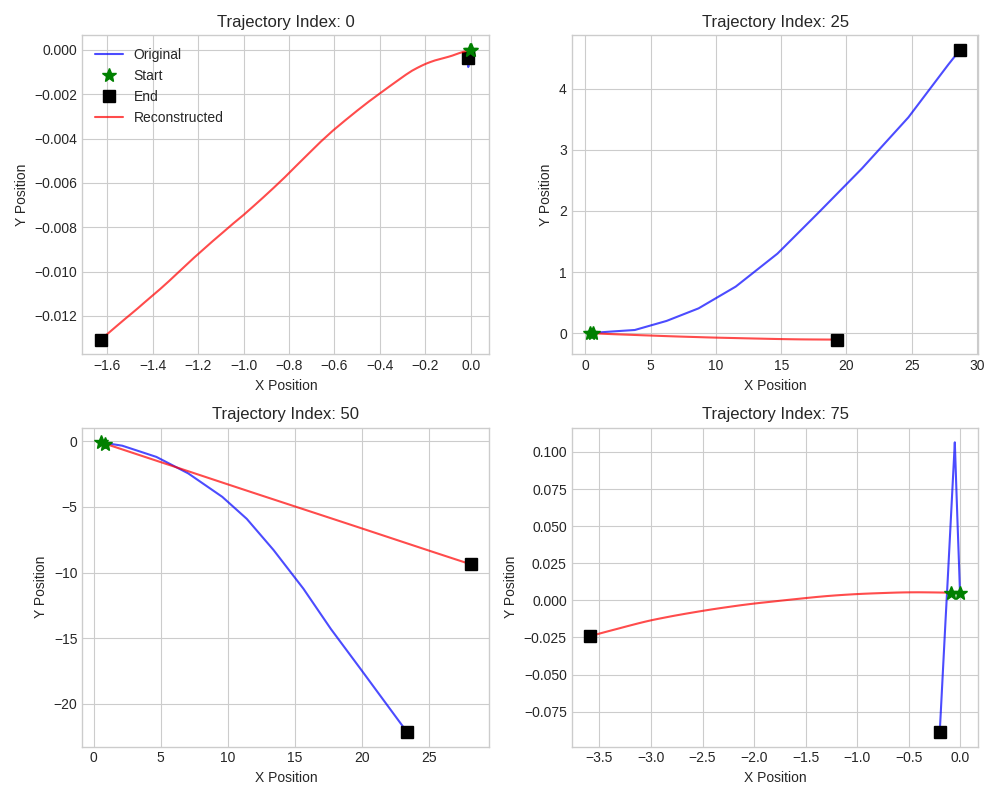 Trajectory Index: 0
0.000
−0.002
−0.004
−0.006
−0.008
−0.010
−0.012
Y Position
Original
Start
End
Reconstructed
−1.6 −1.4 −1.2 −1.0 −0.8 −0.6 −0.4 −0.2 0.0
X Position
Trajectory Index: 25
4
3
2
1
0
Y Position
0 5 10 15 20 25 30
X Position
Trajectory Index: 50
0
−5
−10
−15
−20
Y Position
0 5 10 15 20 25
X Position
Trajectory Index: 75
0.100
0.075
0.050
0.025
0.000
−0.025
−0.050
−0.075
Y Position
−3.5 −3.0 −2.5 −2.0 −1.5 −1.0 −0.5 0.0
X Position